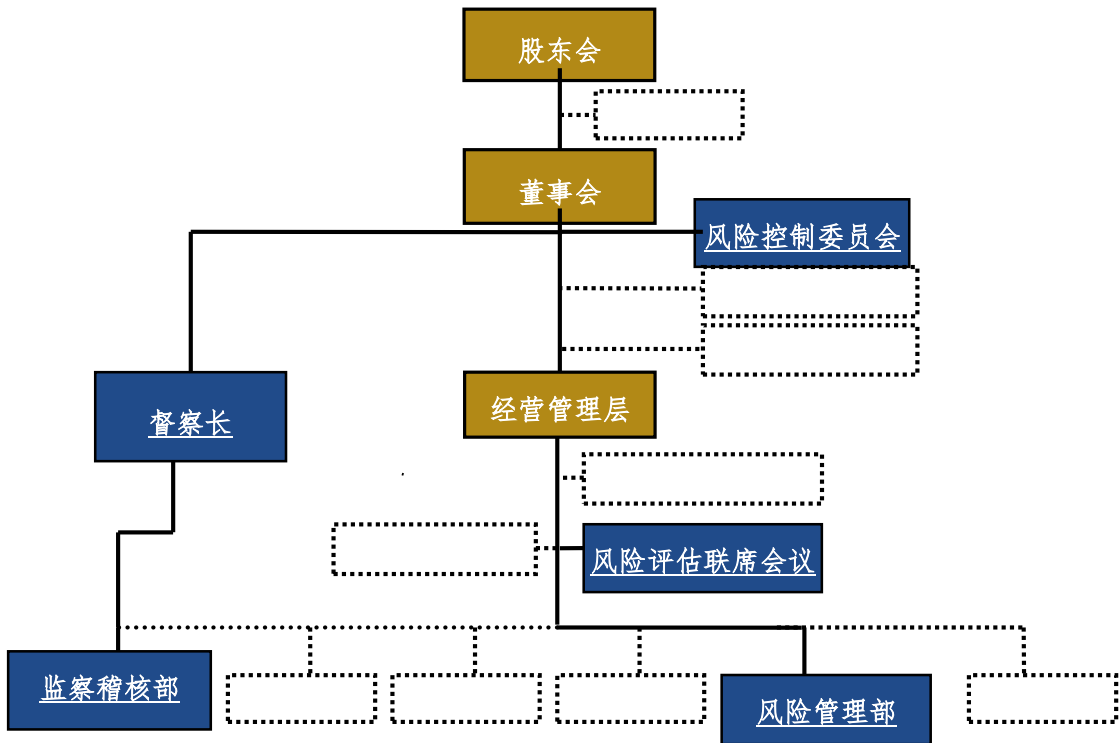 股东会
董事会
风险控制委员会
督察长
经营管理层
风险评估联席会议
监察稽核部
风险管理部